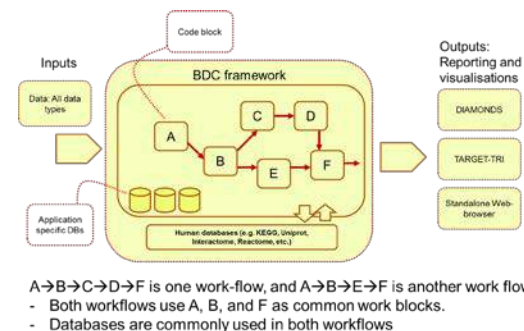 Code block
Inputs
Outputs:
Reporting and
visualisations
BDC framework
Data: All data
types
A
B
C
D
E
F
DIAMONDS
TARGET-TRI
Standalone Web-
browser
Application
specific DBs
Human databases (e.g. KEGG, Uniprot,
Interactome, Reactome, etc.)
A→B→C→D→F is one work-flow, and A→B→E→F is another work flow
- Both workflows use A, B, and F as common work blocks.
- Databases are commonly used in both workflows